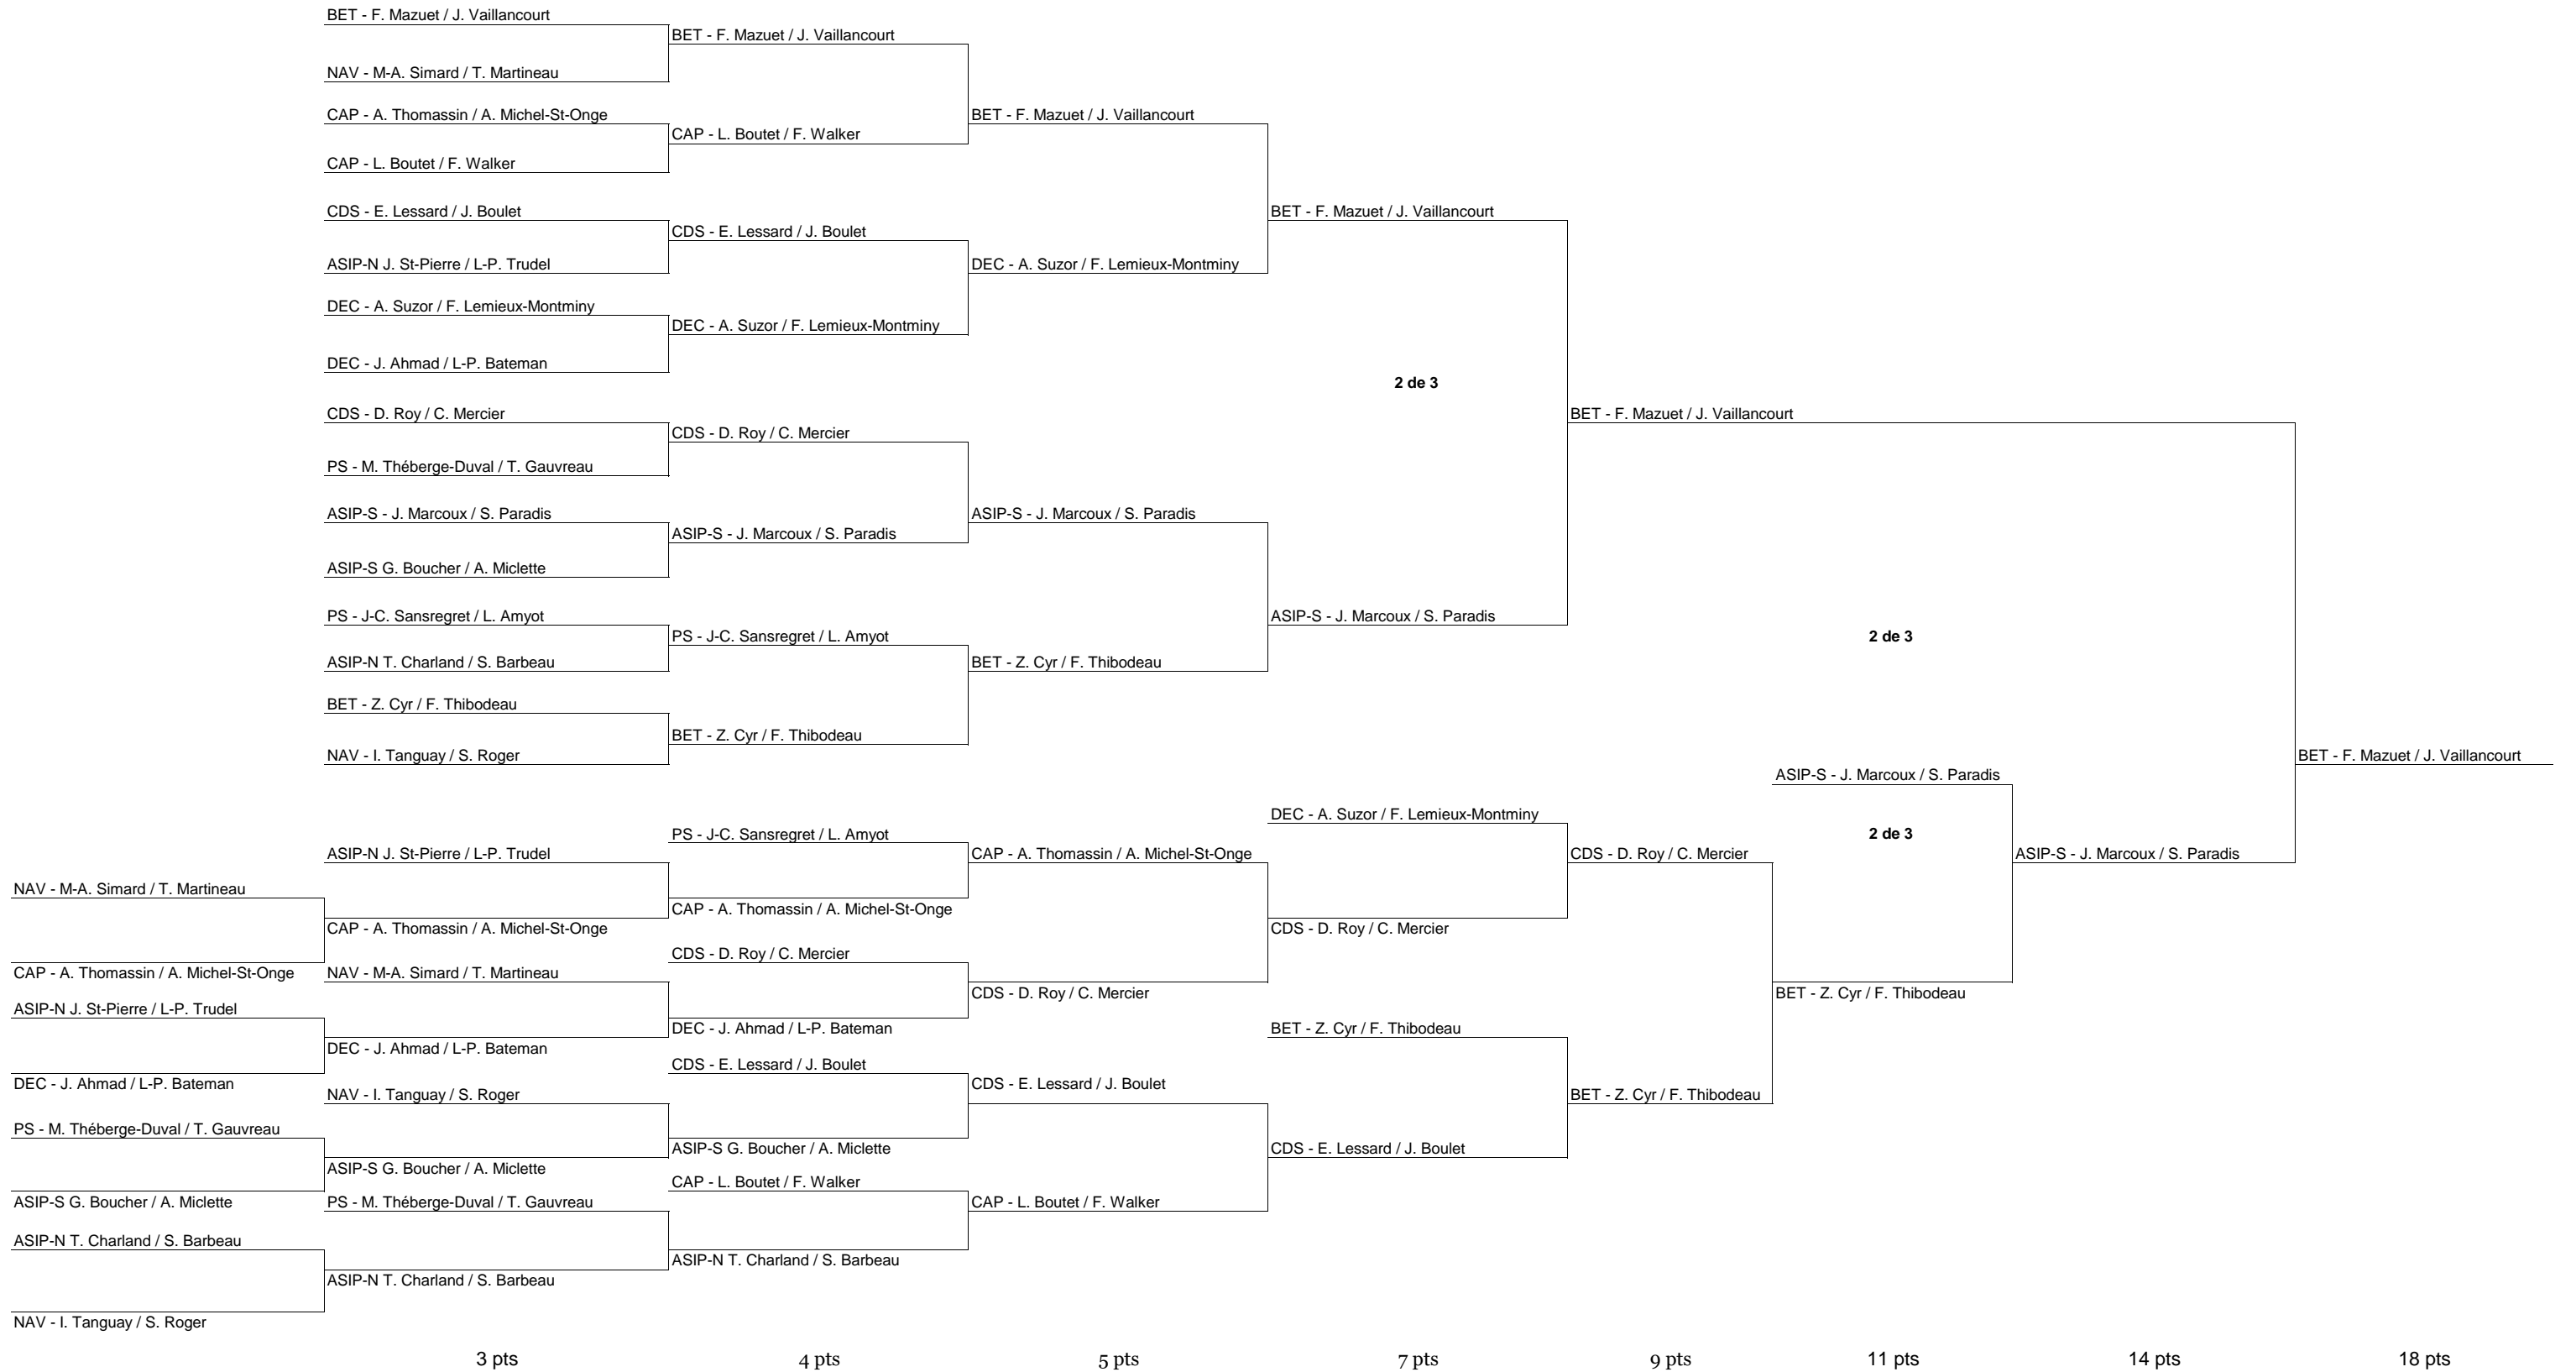 BET - F. Mazuet / J. Vaillancourt
BET - F. Mazuet / J. Vaillancourt
NAV - M-A. Simard / T. Martineau
CAP - A. Thomassin / A. Michel-St-Onge
BET - F. Mazuet / J. Vaillancourt
CAP - L. Boutet / F. Walker
CAP - L. Boutet / F. Walker
CDS - E. Lessard / J. Boulet
BET - F. Mazuet / J. Vaillancourt
CDS - E. Lessard / J. Boulet
ASIP-N J. St-Pierre / L-P. Trudel
DEC - A. Suzor / F. Lemieux-Montminy
DEC - A. Suzor / F. Lemieux-Montminy
DEC - A. Suzor / F. Lemieux-Montminy
DEC - J. Ahmad / L-P. Bateman
2 de 3
CDS - D. Roy / C. Mercier
BET - F. Mazuet / J. Vaillancourt
CDS - D. Roy / C. Mercier
PS - M. Théberge-Duval / T. Gauvreau
ASIP-S - J. Marcoux / S. Paradis
ASIP-S - J. Marcoux / S. Paradis
ASIP-S - J. Marcoux / S. Paradis
ASIP-S G. Boucher / A. Miclette
PS - J-C. Sansregret / L. Amyot
ASIP-S - J. Marcoux / S. Paradis
PS - J-C. Sansregret / L. Amyot
2 de 3
ASIP-N T. Charland / S. Barbeau
BET - Z. Cyr / F. Thibodeau
BET - Z. Cyr / F. Thibodeau
BET - Z. Cyr / F. Thibodeau
NAV - I. Tanguay / S. Roger
BET - F. Mazuet / J. Vaillancourt
ASIP-S - J. Marcoux / S. Paradis
DEC - A. Suzor / F. Lemieux-Montminy
PS - J-C. Sansregret / L. Amyot
2 de 3
ASIP-N J. St-Pierre / L-P. Trudel
CAP - A. Thomassin / A. Michel-St-Onge
CDS - D. Roy / C. Mercier
ASIP-S - J. Marcoux / S. Paradis
NAV - M-A. Simard / T. Martineau
CAP - A. Thomassin / A. Michel-St-Onge
CAP - A. Thomassin / A. Michel-St-Onge
CDS - D. Roy / C. Mercier
CDS - D. Roy / C. Mercier
CAP - A. Thomassin / A. Michel-St-Onge
NAV - M-A. Simard / T. Martineau
CDS - D. Roy / C. Mercier
BET - Z. Cyr / F. Thibodeau
ASIP-N J. St-Pierre / L-P. Trudel
DEC - J. Ahmad / L-P. Bateman
BET - Z. Cyr / F. Thibodeau
DEC - J. Ahmad / L-P. Bateman
CDS - E. Lessard / J. Boulet
DEC - J. Ahmad / L-P. Bateman
CDS - E. Lessard / J. Boulet
NAV - I. Tanguay / S. Roger
BET - Z. Cyr / F. Thibodeau
PS - M. Théberge-Duval / T. Gauvreau
ASIP-S G. Boucher / A. Miclette
CDS - E. Lessard / J. Boulet
ASIP-S G. Boucher / A. Miclette
CAP - L. Boutet / F. Walker
ASIP-S G. Boucher / A. Miclette
PS - M. Théberge-Duval / T. Gauvreau
CAP - L. Boutet / F. Walker
ASIP-N T. Charland / S. Barbeau
ASIP-N T. Charland / S. Barbeau
ASIP-N T. Charland / S. Barbeau
NAV - I. Tanguay / S. Roger
3 pts 4 pts 5 pts 7 pts 9 pts 11 pts 14 pts 18 pts